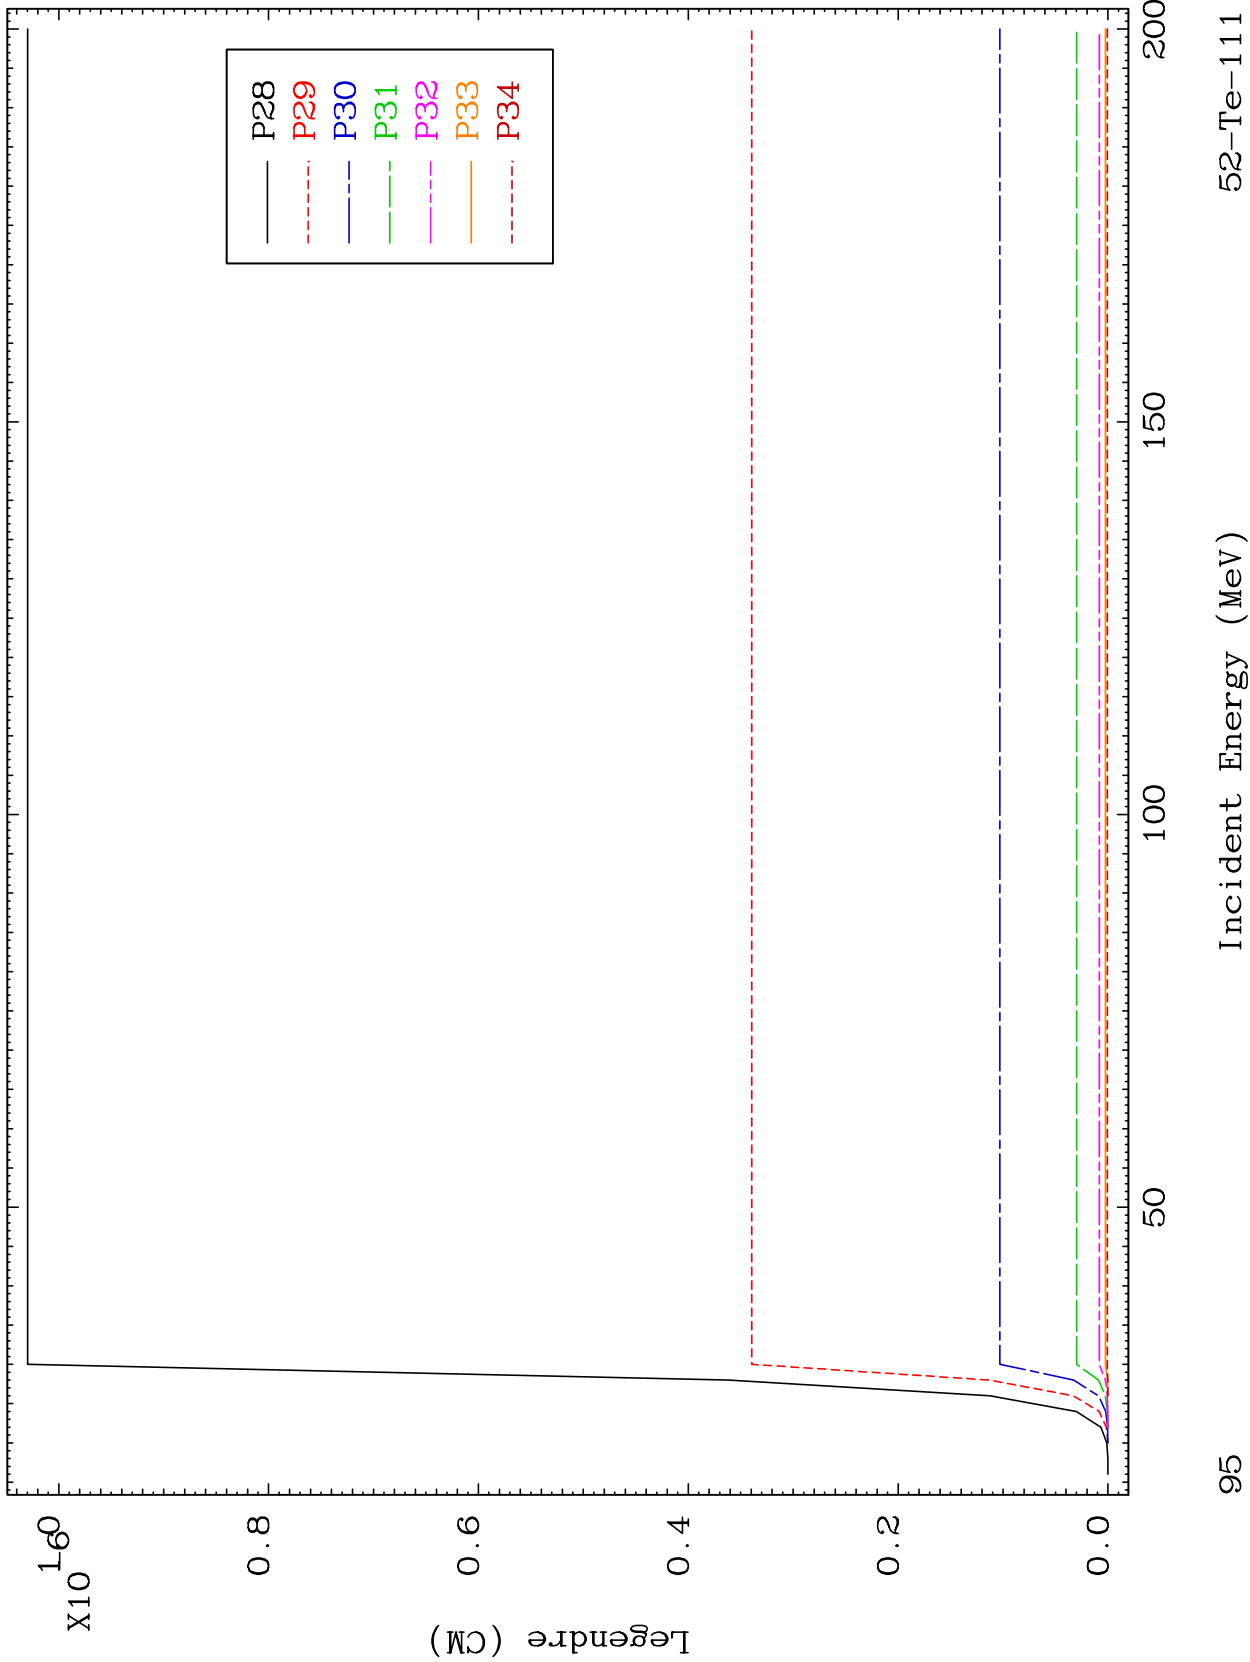 X10
-6
1.0
0.8
0.6
0.4
0.2
0.0
Legendre (CM)
P28
P29
P30
P31
P32
P33
P34
50
100
150
200
95
Incident Energy (MeV)
52-Te-111